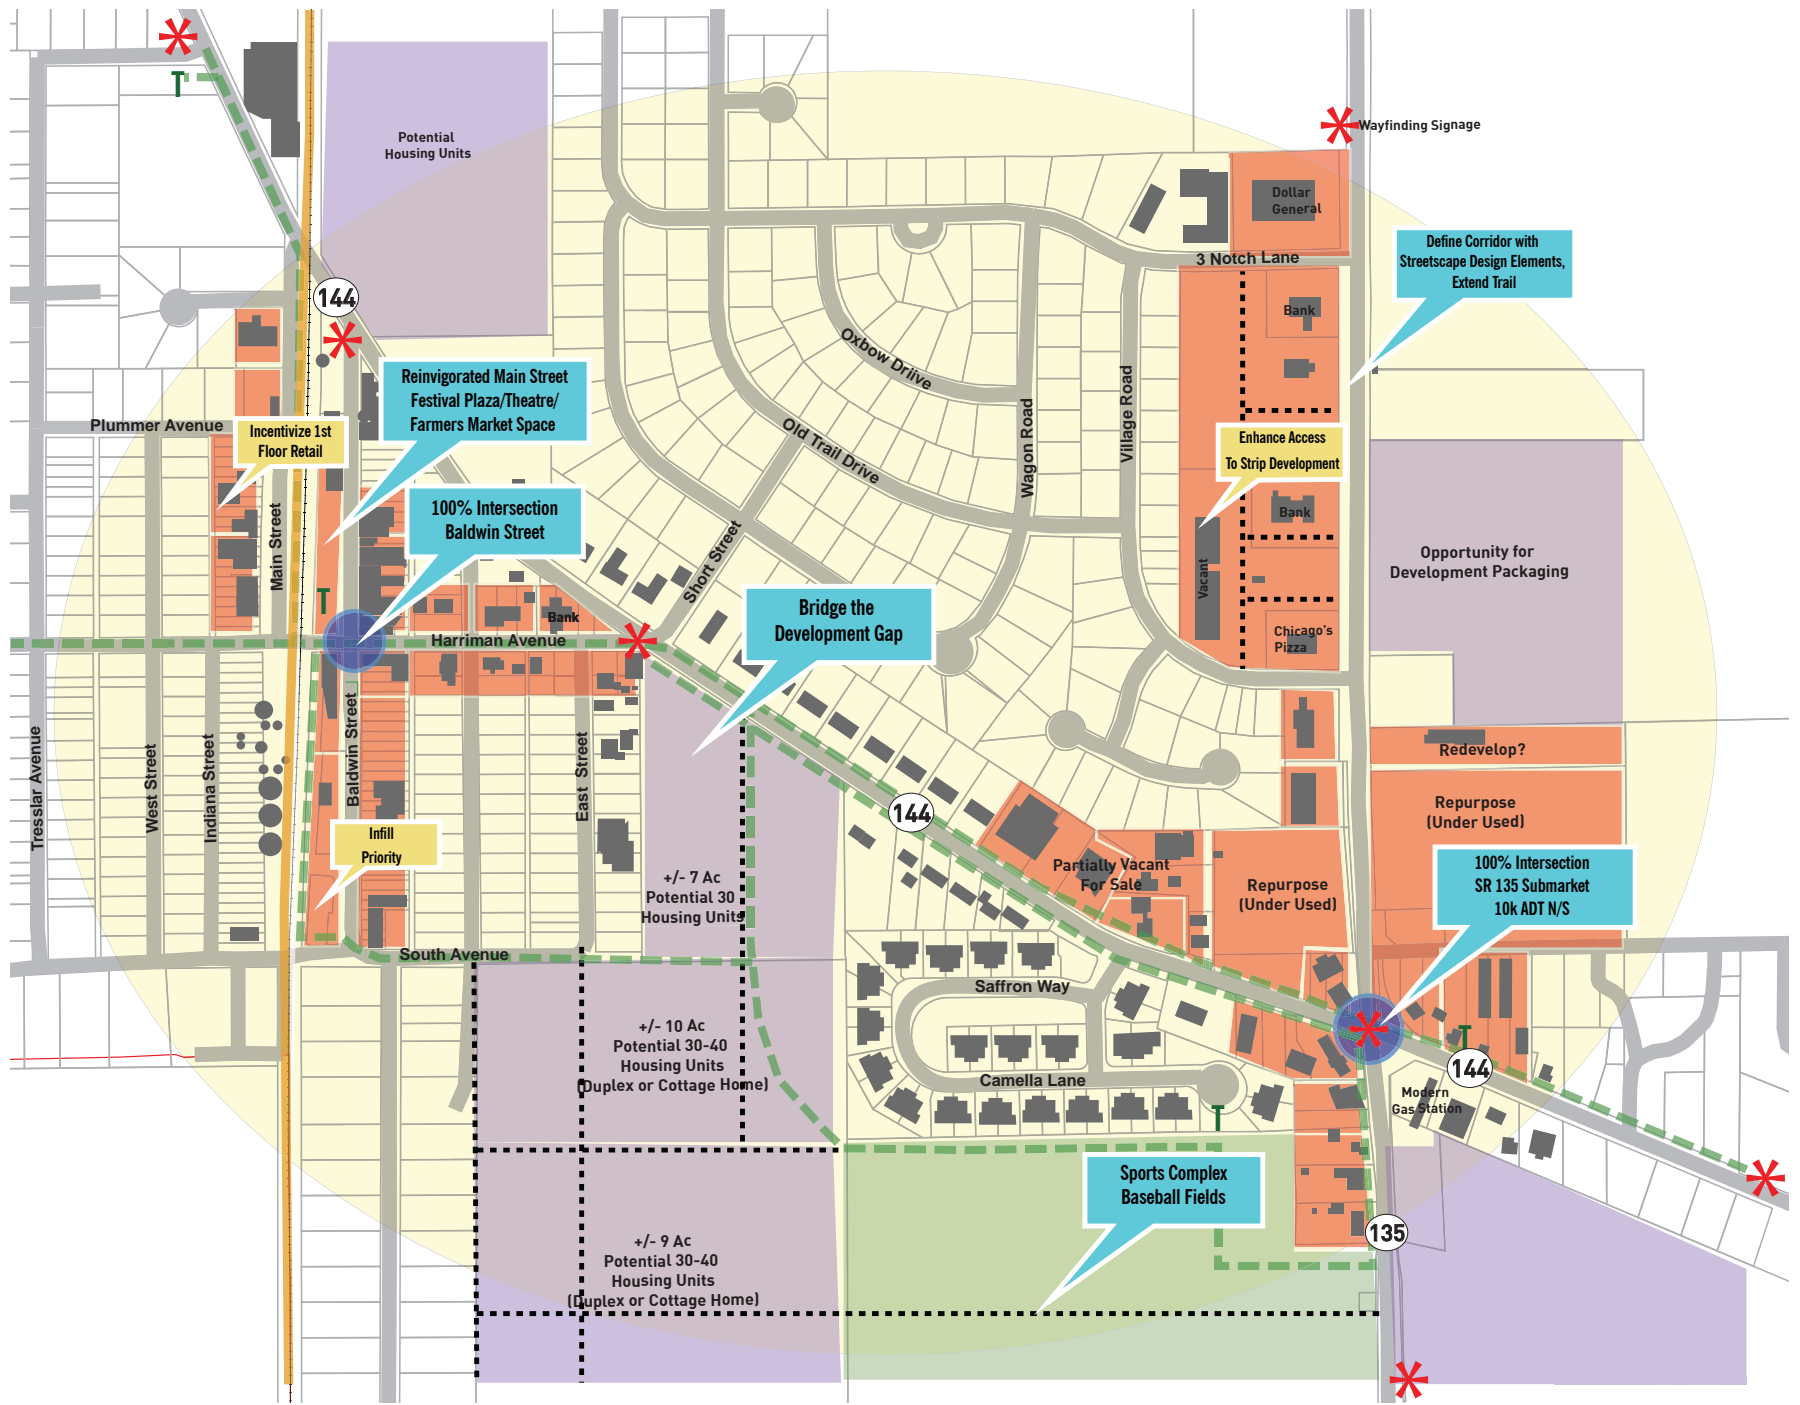 T
Potential
Housing Units
Wayfinding Signage
Dollar
General
3 Notch Lane
Define Corridor with
Streetscape Design Elements,
Extend Trail
144
Bank
Oxbow Driive
Reinvigorated Main Street
Festival Plaza/Theatre/
Farmers Market Space
Plummer Avenue
Incentivize 1st
Floor Retail
Old Trail Drive
Wagon Road
Village Road
Enhance Access
To Strip Development
100% Intersection
Baldwin Street
Main Street
Short Street
Bank
Vacant
Opportunity for
Development Packaging
T
Bank
Harriman Avenue
Bridge the
Development Gap
Chicago's
Pizza
Tresslar Avenue
West Street
Indiana Street
Baldwin Street
East Street
Redevelop?
144
Repurpose
(Under Used)
Infill
Priority
Partially Vacant
For Sale
+/- 7 Ac
Potential 30
Housing Units
Repurpose
(Under Used)
100% Intersection
SR 135 Submarket
10k ADT N/S
South Avenue
Saffron Way
+/- 10 Ac
Potential 30-40
Housing Units
(Duplex or Cottage Home)
T
144
Camella Lane
Modern
Gas Station
T
Sports Complex
Baseball Fields
135
+/- 9 Ac
Potential 30-40
Housing Units
(Duplex or Cottage Home)